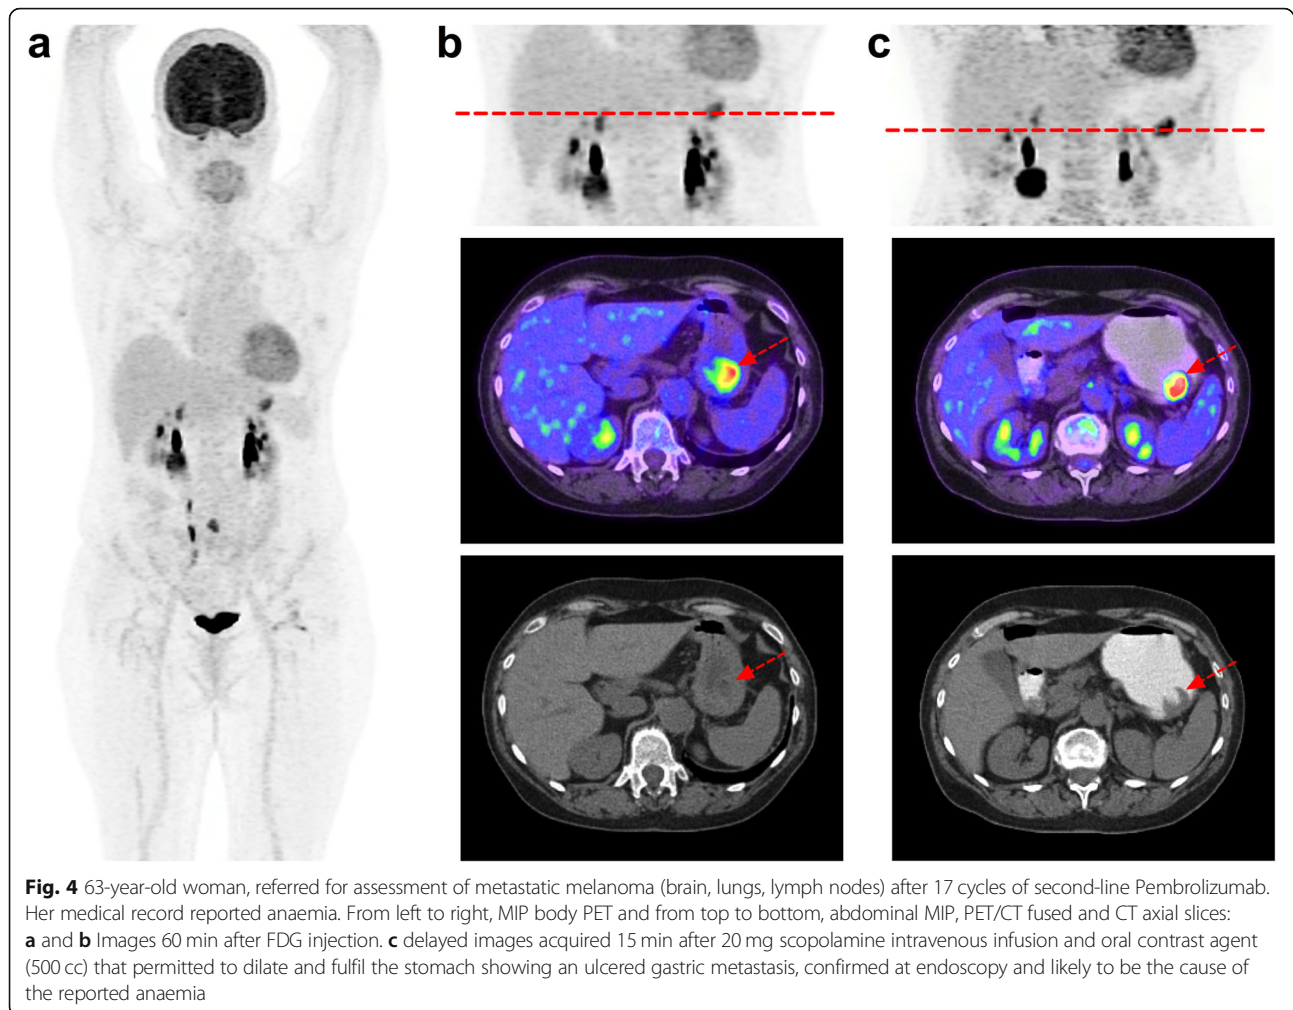 a
b
c
Fig. 4 63-year-old woman, referred for assessment of metastatic melanoma (brain, lungs, lymph nodes) after 17 cycles of second-line Pembrolizumab.
Her medical record reported anaemia. From left to right, MIP body PET and from top to bottom, abdominal MIP, PET/CT fused and CT axial slices:
a and b Images 60 min after FDG injection. c delayed images acquired 15 min after 20 mg scopolamine intravenous infusion and oral contrast agent
(500 cc) that permitted to dilate and fulfil the stomach showing an ulcered gastric metastasis, confirmed at endoscopy and likely to be the cause of
the reported anaemia